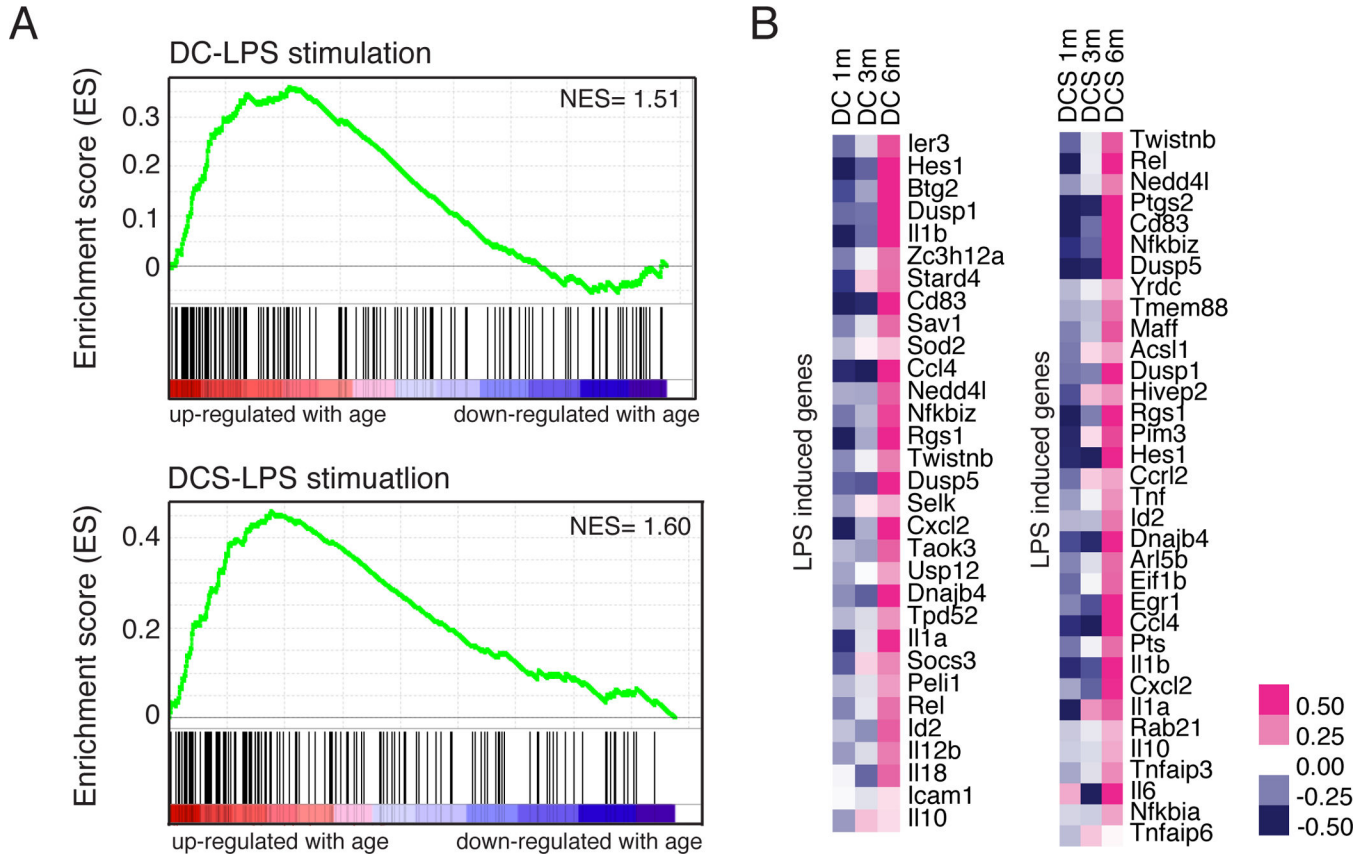 A
DC-LPS stimulation
Enrichment score (ES)
NES= 1.51
0.3
0.2
0.1
0
up-regulated with age
down-regulated with age
DCS-LPS stimuatlion
Enrichment score (ES)
NES= 1.60
0.4
0.2
0
up-regulated with age
down-regulated with age
B
DC 1m
DC 3m
DC 6m
LPS induced genes
Ier3
Hes1
Btg2
Dusp1
Il1b
Zc3h12a
Stard4
Cd83
Sav1
Sod2
Ccl4
Nedd4l
Nfkbiz
Rgs1
Twistnb
Dusp5
Selk
Cxcl2
Taok3
Usp12
Dnajb4
Tpd52
Il1a
Socs3
Peli1
Rel
Id2
Il12b
Il18
Icam1
Il10
DCS 1m
DCS 3m
DCS 6m
LPS induced genes
Twistnb
Rel
Nedd4l
Ptgs2
Cd83
Nfkbiz
Dusp5
Yrdc
Tmem88
Maff
Acsl1
Dusp1
Hivep2
Rgs1
Pim3
Hes1
Ccrl2
Tnf
Id2
Dnajb4
Arl5b
Eif1b
Egr1
Ccl4
Pts
Il1b
Cxcl2
Il1a
Rab21
Il10
Tnfaip3
Il6
Nfkbia
Tnfaip6
0.50
0.25
0.00
-0.25
-0.50